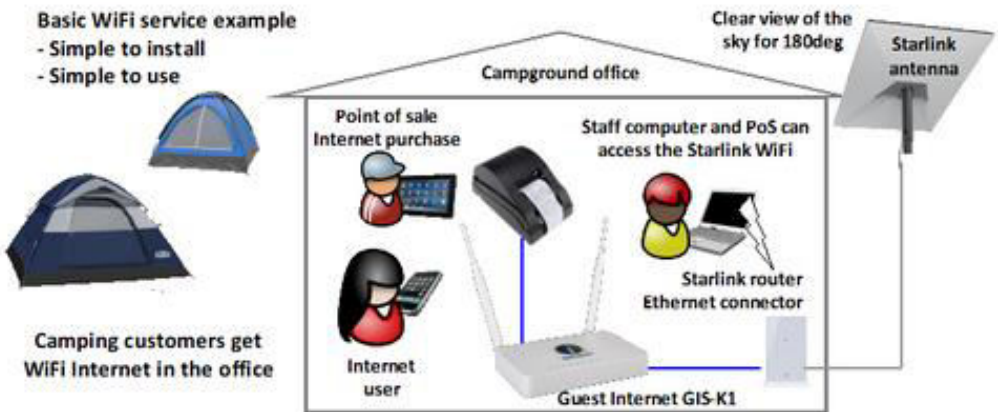 Basic WiFi service example
- Simple to install
- Simple to use
Clear view of the
sky for 180deg
Starlink
antenna
Campground office
Point of sale
Internet purchase
Staff computer and PoS can
access the Starlink WiFi
Starlink router
Ethernet connector
Camping customers get
WiFi Internet in the office
Internet
user
Guest Internet GIS-K1